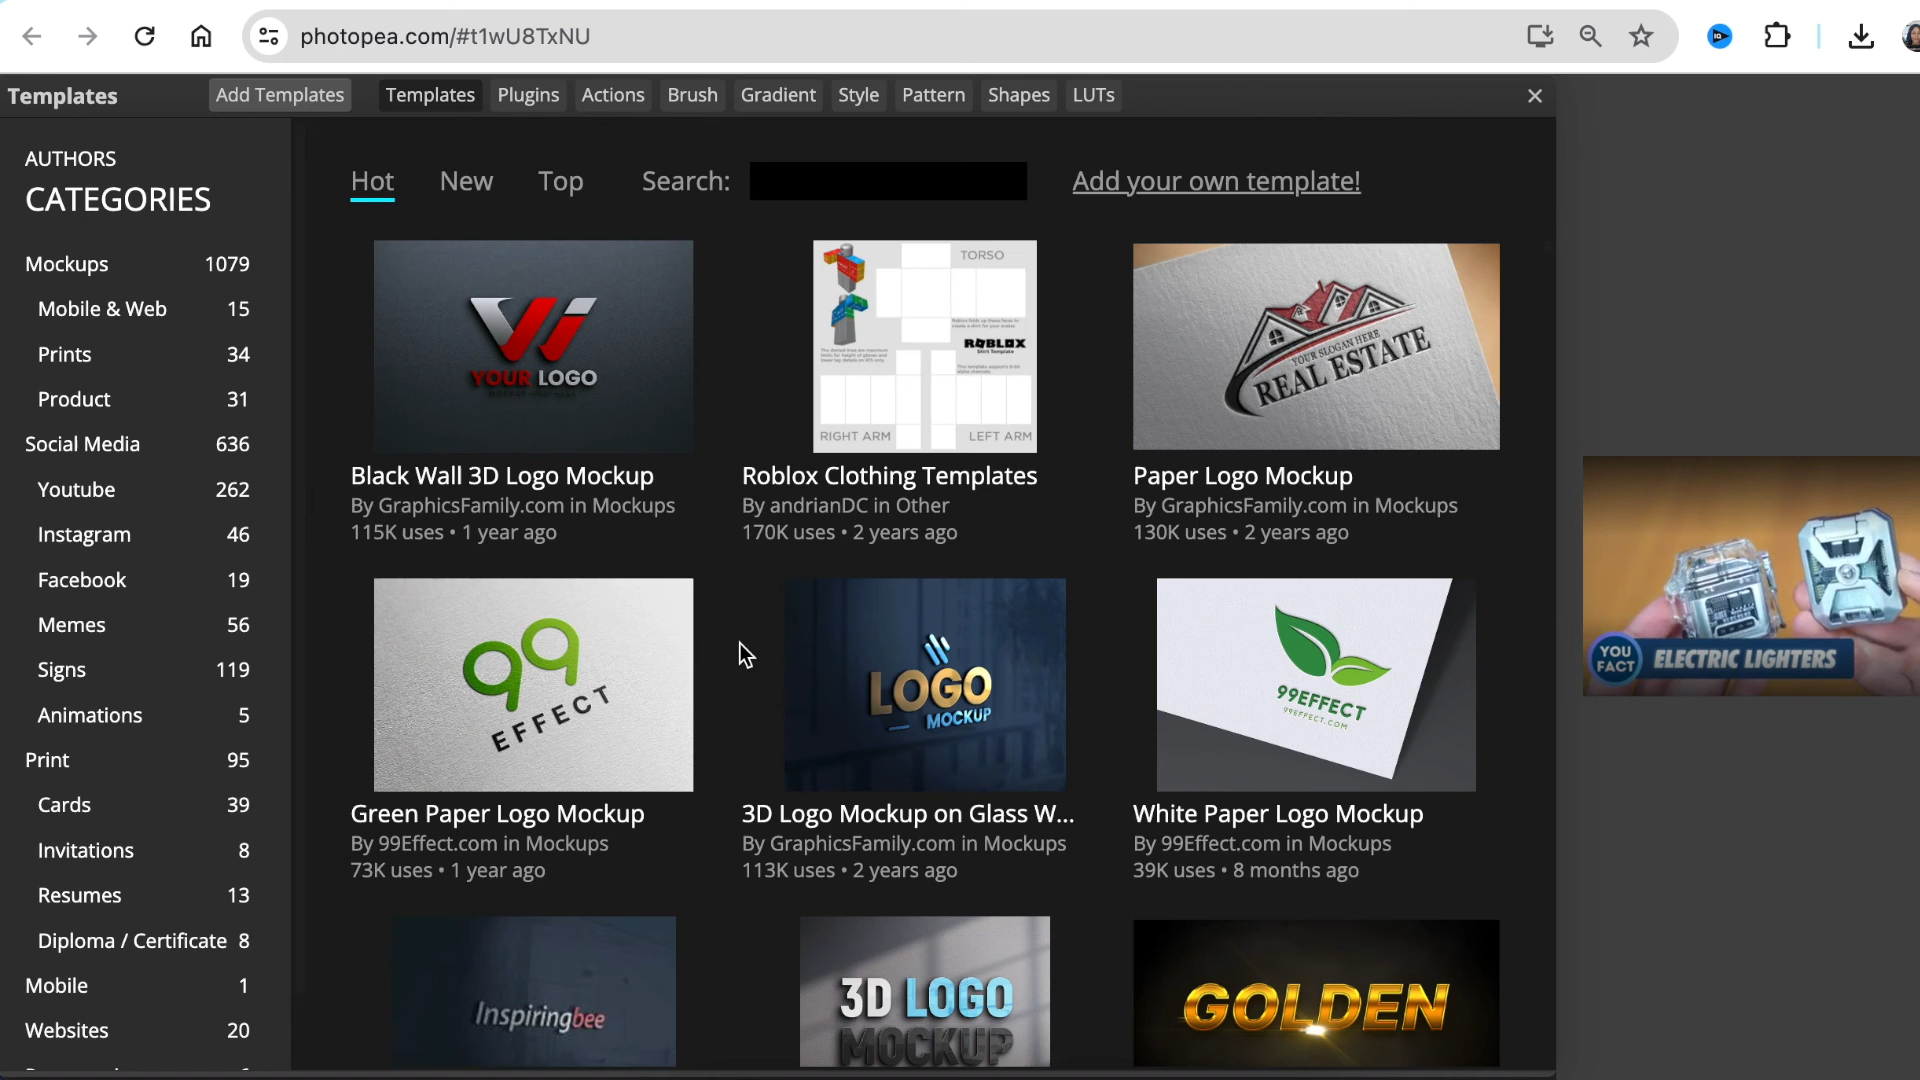 photopea.com/#t1wU8TxNU
Templates
Add Templates
Templates
Plugins
Actions
Brush
Gradient
Style
Pattern
Shapes
LUTs
AUTHORS
CATEGORIES
Mockups 1079
Mobile & Web 15
Prints 34
Product 31
Social Media 636
Youtube 262
Instagram 46
Facebook 19
Memes 56
Signs 119
Animations 5
Print 95
Cards 39
Invitations 8
Resumes 13
Diploma / Certificate 8
Mobile 1
Websites 20
Hot
New
Top
Search:
Add your own template!
YOUR LOGO
Black Wall 3D Logo Mockup
By GraphicsFamily.com in Mockups
115K uses • 1 year ago
TORSO
ROBLOX
Shirt Template
RIGHT ARM
LEFT ARM
Roblox Clothing Templates
By andrianDC in Other
170K uses • 2 years ago
YOUR SLOGAN HERE
REAL ESTATE
Paper Logo Mockup
By GraphicsFamily.com in Mockups
130K uses • 2 years ago
99
EFFECT
Green Paper Logo Mockup
By 99Effect.com in Mockups
73K uses • 1 year ago
LOGO
MOCKUP
3D Logo Mockup on Glass W...
By GraphicsFamily.com in Mockups
113K uses • 2 years ago
99EFFECT
99EFFECT.COM
White Paper Logo Mockup
By 99Effect.com in Mockups
39K uses • 8 months ago
Inspiringbee
3D LOGO
MOCKUP
GOLDEN
YOU
FACT
ELECTRIC LIGHTERS